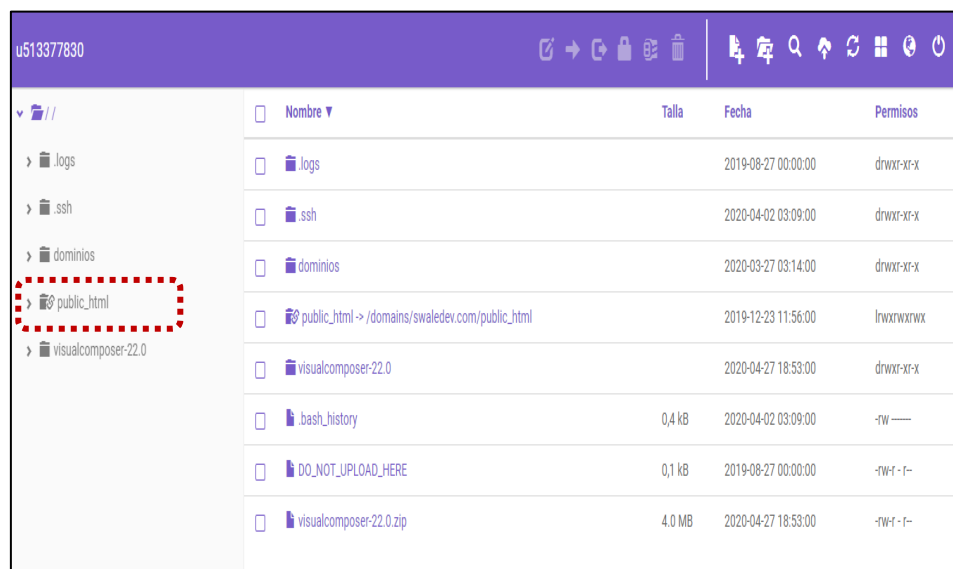 u513377830
//
.logs
.ssh
dominios
public_html
visualcomposer-22.0
Nombre ▼ Talla Fecha Permisos
.logs 2019-08-27 00:00:00 drwxr-xr-x
.ssh 2020-04-02 03:09:00 drwxr-xr-x
dominios 2020-03-27 03:14:00 drwxr-xr-x
public_html -> /domains/swaledev.com/public_html 2019-12-23 11:56:00 lrwxrwxrwx
visualcomposer-22.0 2020-04-27 18:53:00 drwxr-xr-x
.bash_history 0,4 kB 2020-04-02 03:09:00 -rw -------
DO_NOT_UPLOAD_HERE 0,1 kB 2019-08-27 00:00:00 -rw-r - r--
visualcomposer-22.0.zip 4.0 MB 2020-04-27 18:53:00 -rw-r - r--